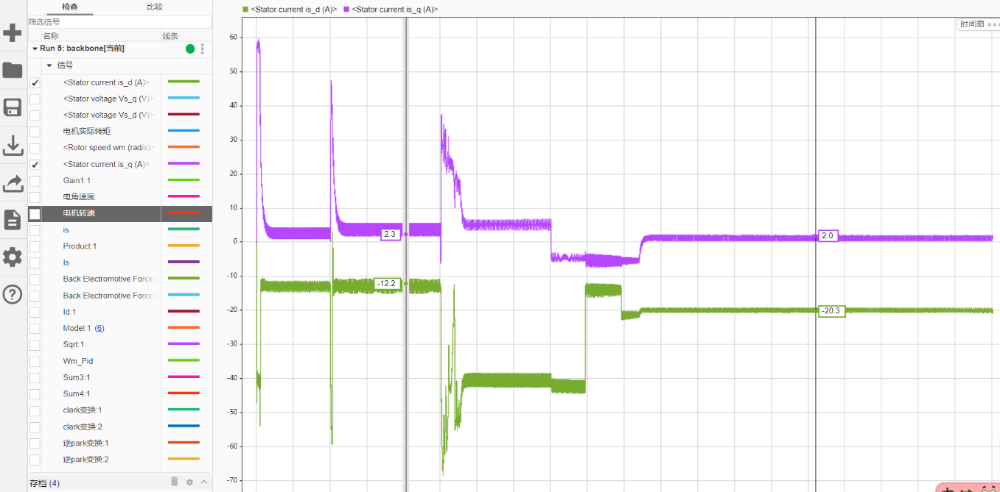 检查 比较
筛选信号
名称 线条
Run 5: backbone[当前]
信号
<Stator current is_d (A)>
<Stator voltage Vs_q (V)>
<Stator voltage Vs_d (V)>
电机实际转矩
<Rotor speed wm (rad/s)>
<Stator current is_q (A)>
Gain1:1
电角速度
电机转速
is
Product:1
Is
Back Electromotive Force:
Back Electromotive Force:
Id:1
Model:1 (6)
Sqrt:1
Wm_Pid
Sum3:1
Sum4:1
clark变换:1
clark变换:2
逆park变换:1
逆park变换:2
存档 (4)
<Stator current is_d (A)> <Stator current is_q (A)>
时间图
60
50
40
30
20
10
0
-10
-20
-30
-40
-50
-60
-70
2.3
-12.2
2.0
-20.3